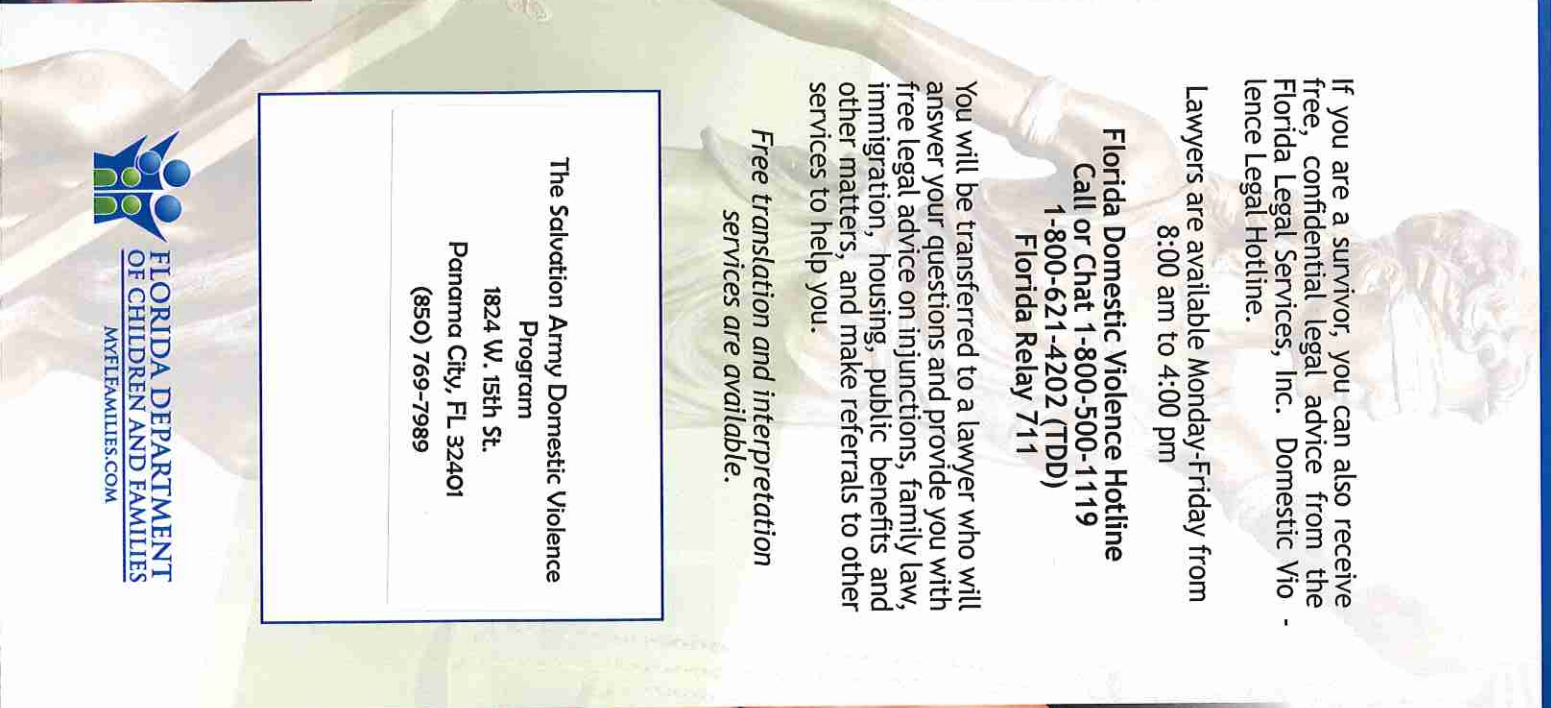 If you are a survivor, you can also receive
free, confidential legal advice from the
Florida Legal Services, Inc. Domestic Vio -
lence Legal Hotline.
Lawyers are available Monday-Friday from
8:00 am to 4:00 pm
Florida Domestic Violence Hotline
Call or Chat 1-800-500-1119
1-800-621-4202 (TDD)
Florida Relay 711
You will be transferred to a lawyer who will
answer your questions and provide you with
free legal advice on injunctions, family law,
immigration, housing, public benefits and
other matters, and make referrals to other
services to help you.
Free translation and interpretation
services are available.
The Salvation Army Domestic Violence
Program
1824 W. 15th St.
Panama City, FL 32401
(850) 769-7989
FLORIDA DEPARTMENT
OF CHILDREN AND FAMILIES
MYFLFAMILIES.COM